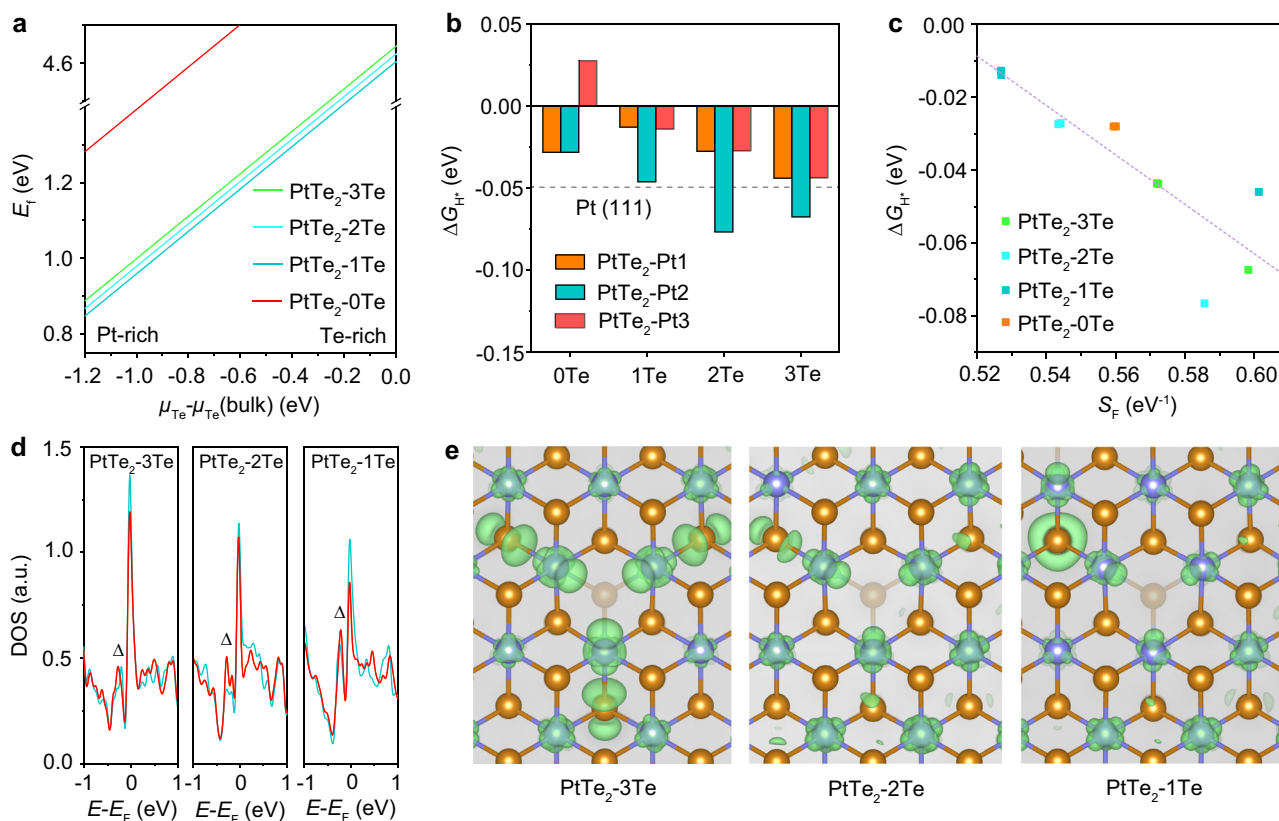 a
E_f (eV)
4.6
1.2
1.0
0.8
PtTe₂-3Te
PtTe₂-2Te
PtTe₂-1Te
PtTe₂-0Te
Pt-rich
Te-rich
-1.2 -1.0 -0.8 -0.6 -0.4 -0.2 0.0
μ_Te-μ_Te(bulk) (eV)
b
ΔG_H* (eV)
0.05
0.00
-0.05
-0.10
-0.15
Pt (111)
PtTe₂-Pt1
PtTe₂-Pt2
PtTe₂-Pt3
0Te 1Te 2Te 3Te
c
ΔG_H* (eV)
0.00
-0.02
-0.04
-0.06
-0.08
PtTe₂-3Te
PtTe₂-2Te
PtTe₂-1Te
PtTe₂-0Te
0.52 0.54 0.56 0.58 0.60
S_F (eV⁻¹)
d
DOS (a.u.)
1.5
1.0
0.5
0.0
PtTe₂-3Te PtTe₂-2Te PtTe₂-1Te
Δ Δ Δ
-1 0 1 -1 0 1 -1 0 1
E-E_F (eV) E-E_F (eV) E-E_F (eV)
e
PtTe₂-3Te PtTe₂-2Te PtTe₂-1Te